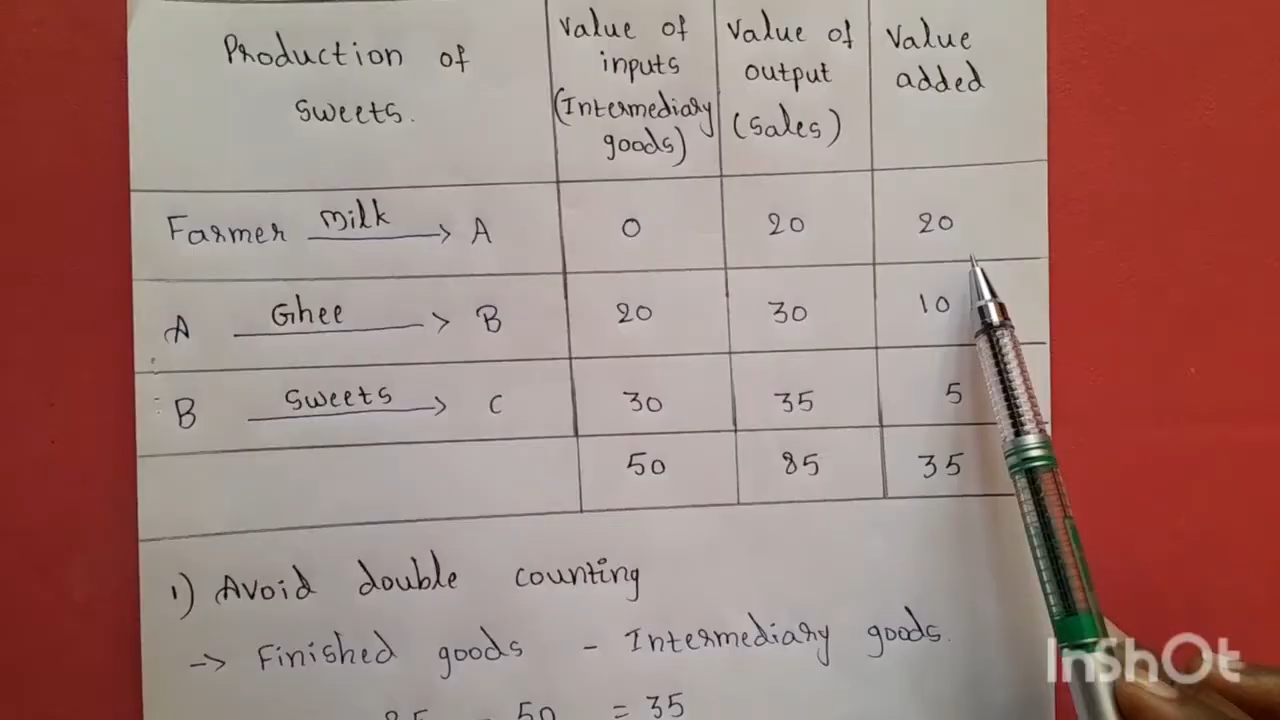 Production of sweets. | Value of inputs (Intermediary goods) | Value of output (Sales) | Value added
Farmer milk → A | 0 | 20 | 20
A Ghee → B | 20 | 30 | 10
B Sweets → C | 30 | 35 | 5
50 | 85 | 35
1) Avoid double counting
→ Finished goods - Intermediary goods.
85 - 50 = 35
InShOt